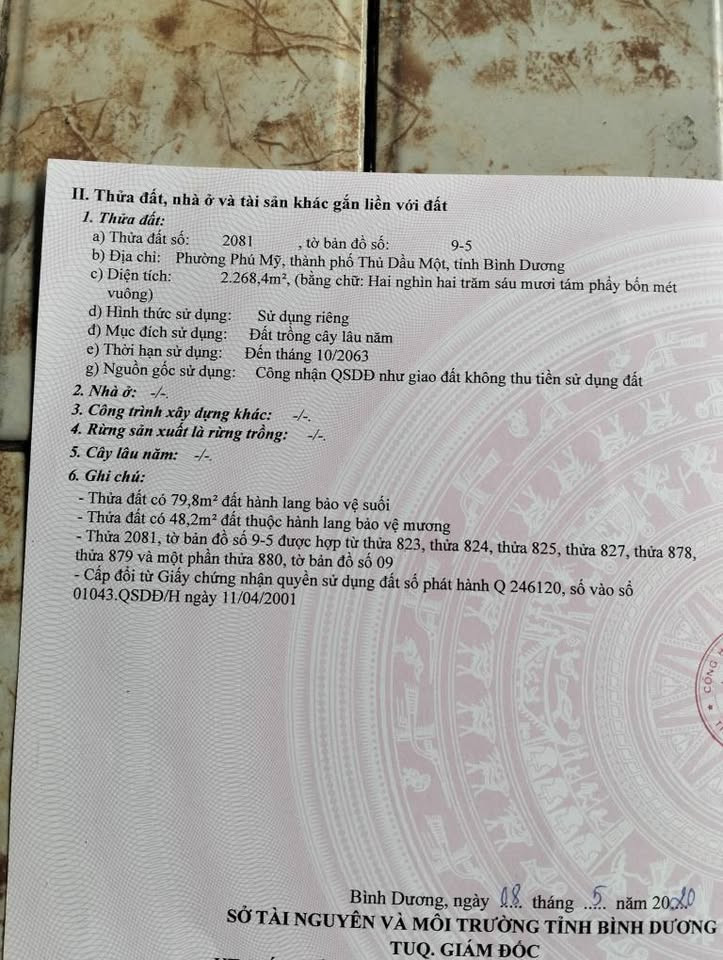 II. Thửa đất, nhà ở và tài sản khác gắn liền với đất
1. Thửa đất:
a) Thửa đất số: 2081 , tờ bản đồ số: 9-5
b) Địa chỉ: Phường Phú Mỹ, thành phố Thủ Dầu Một, tỉnh Bình Dương
c) Diện tích: 2.268,4m², (bằng chữ: Hai nghìn hai trăm sáu mươi tám phẩy bốn mét
vuông)
d) Hình thức sử dụng: Sử dụng riêng
đ) Mục đích sử dụng: Đất trồng cây lâu năm
e) Thời hạn sử dụng: Đến tháng 10/2063
g) Nguồn gốc sử dụng: Công nhận QSDĐ như giao đất không thu tiền sử dụng đất
2. Nhà ở: -/-.
3. Công trình xây dựng khác: -/-.
4. Rừng sản xuất là rừng trồng: -/-.
5. Cây lâu năm: -/-.
6. Ghi chú:
- Thửa đất có 79,8m² đất hành lang bảo vệ suối
- Thửa đất có 48,2m² đất thuộc hành lang bảo vệ mương
- Thửa 2081, tờ bản đồ số 9-5 được hợp từ thửa 823, thửa 824, thửa 825, thửa 827, thửa 878,
thửa 879 và một phần thửa 880, tờ bản đồ số 09
- Cấp đổi từ Giấy chứng nhận quyền sử dụng đất số phát hành Q 246120, số vào sổ
01043.QSDĐ/H ngày 11/04/2001
★ CỘNG H
Bình Dương, ngày 08 tháng 5 năm 2020
SỞ TÀI NGUYÊN VÀ MÔI TRƯỜNG TỈNH BÌNH DƯƠNG
TUQ. GIÁM ĐỐC